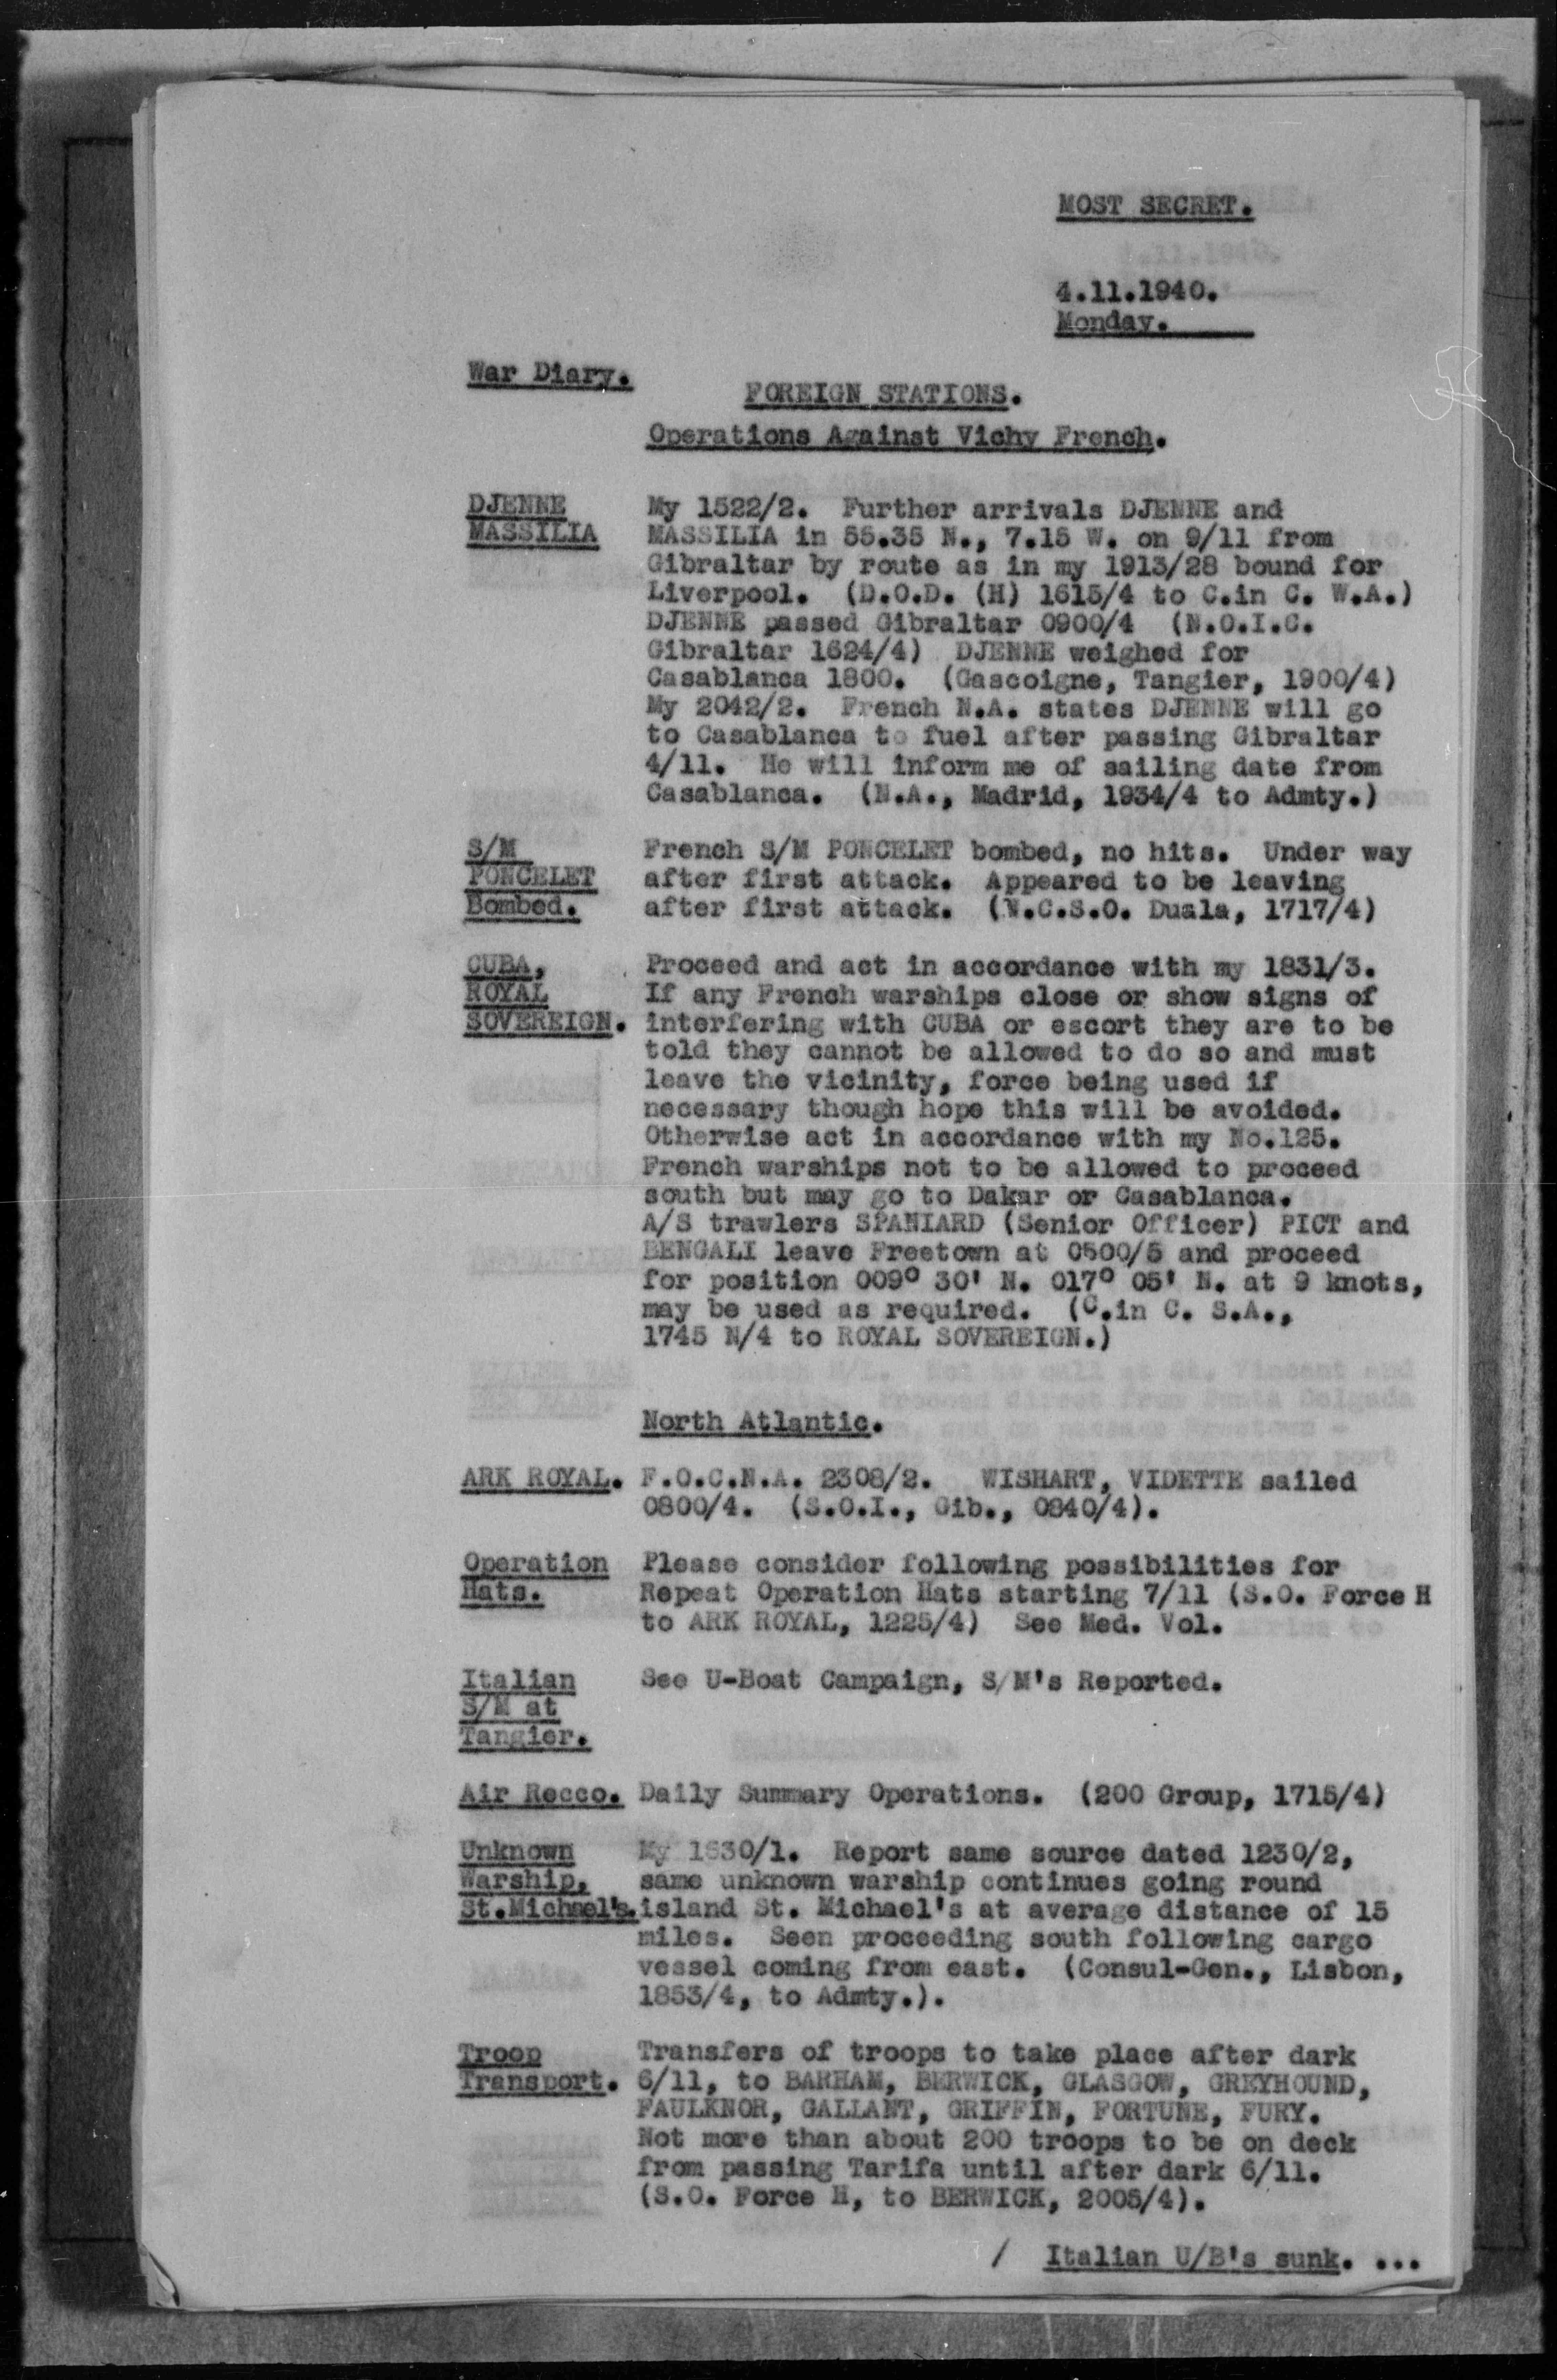 MOST SECRET.
4.11.1940.
Monday.
War Diary.
FOREIGN STATIONS.
Operations Against Vichy French.
DJENNE My 1522/2. Further arrivals DJENNE and
MASSILIA MASSILIA in 55.35 N., 7.15 W. on 9/11 from
Gibraltar by route as in my 1913/28 bound for
Liverpool. (D.O.D. (H) 1615/4 to C.in C. W.A.)
DJENNE passed Gibraltar 0900/4 (N.O.I.C.
Gibraltar 1624/4) DJENNE weighed for
Casablanca 1800. (Gascoigne, Tangier, 1900/4)
My 2042/2. French N.A. states DJENNE will go
to Casablanca to fuel after passing Gibraltar
4/11. He will inform me of sailing date from
Casablanca. (N.A., Madrid, 1934/4 to Admty.)
S/M French S/M PONCELET bombed, no hits. Under way
PONCELET after first attack. Appeared to be leaving
Bombed. after first attack. (N.C.S.O. Duala, 1717/4)
CUBA, Proceed and act in accordance with my 1831/3.
ROYAL If any French warships close or show signs of
SOVEREIGN. interfering with CUBA or escort they are to be
told they cannot be allowed to do so and must
leave the vicinity, force being used if
necessary though hope this will be avoided.
Otherwise act in accordance with my No.125.
French warships not to be allowed to proceed
south but may go to Dakar or Casablanca.
A/S trawlers SPANIARD (Senior Officer) PICT and
BENGALI leave Freetown at 0500/5 and proceed
for position 009° 30' N. 017° 05' N. at 9 knots,
may be used as required. (C.in C. S.A.,
1745 N/4 to ROYAL SOVEREIGN.)
North Atlantic.
ARK ROYAL. F.O.C.N.A. 2308/2. WISHART, VIDETTE sailed
0800/4. (S.O.I., Gib., 0840/4).
Operation Please consider following possibilities for
Hats. Repeat Operation Hats starting 7/11 (S.O. Force H
to ARK ROYAL, 1225/4) See Med. Vol.
Italian See U-Boat Campaign, S/M's Reported.
S/M at
Tangier.
Air Recco. Daily Summary Operations. (200 Group, 1715/4)
Unknown My /1. Report same source dated 1230/2,
Warship, same unknown warship continues going round
St.Michael's. island St. Michael's at average distance of 15
miles. Seen proceeding south following cargo
vessel coming from east. (Consul-Gen., Lisbon,
1853/4, to Admty.).
Troop Transfers of troops to take place after dark
Transport. 6/11, to BARHAM, BERWICK, GLASGOW, GREYHOUND,
FAULKNOR, GALLANT, GRIFFIN, FORTUNE, FURY.
Not more than about 200 troops to be on deck
from passing Tarifa until after dark 6/11.
(S.O. Force H, to BERWICK, 2005/4).
/ Italian U/B's sunk. ...